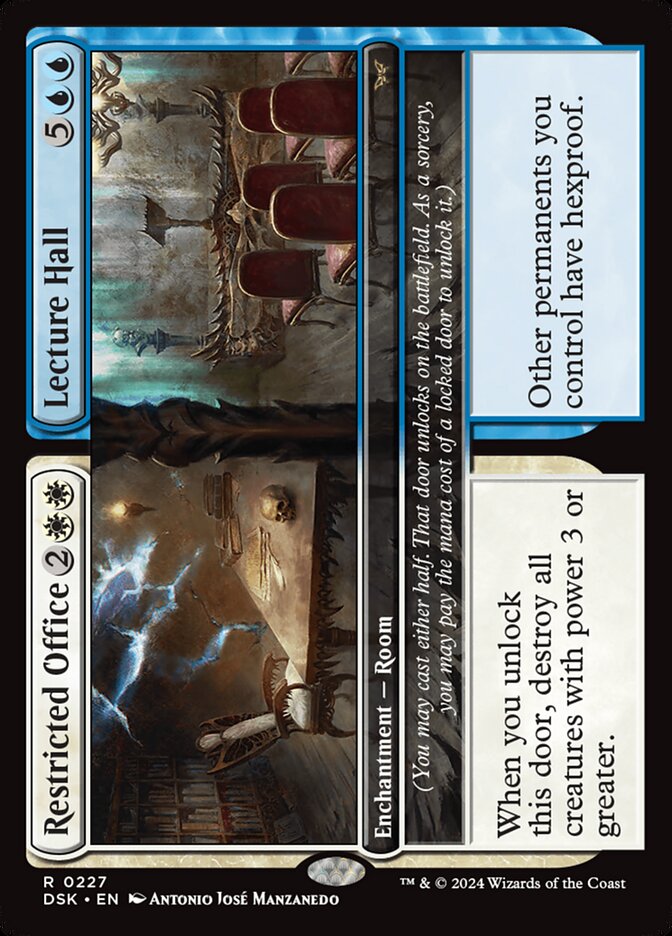 Restricted Office 2
When you unlock
this door, destroy all
creatures with power 3 or
greater.
Lecture Hall 5
Other permanents you
control have hexproof.
Enchantment — Room
(You may cast either half. That door unlocks on the battlefield. As a sorcery,
you may pay the mana cost of a locked door to unlock it.)
R 0227
DSK • EN Antonio José Manzanedo
™ & © 2024 Wizards of the Coast